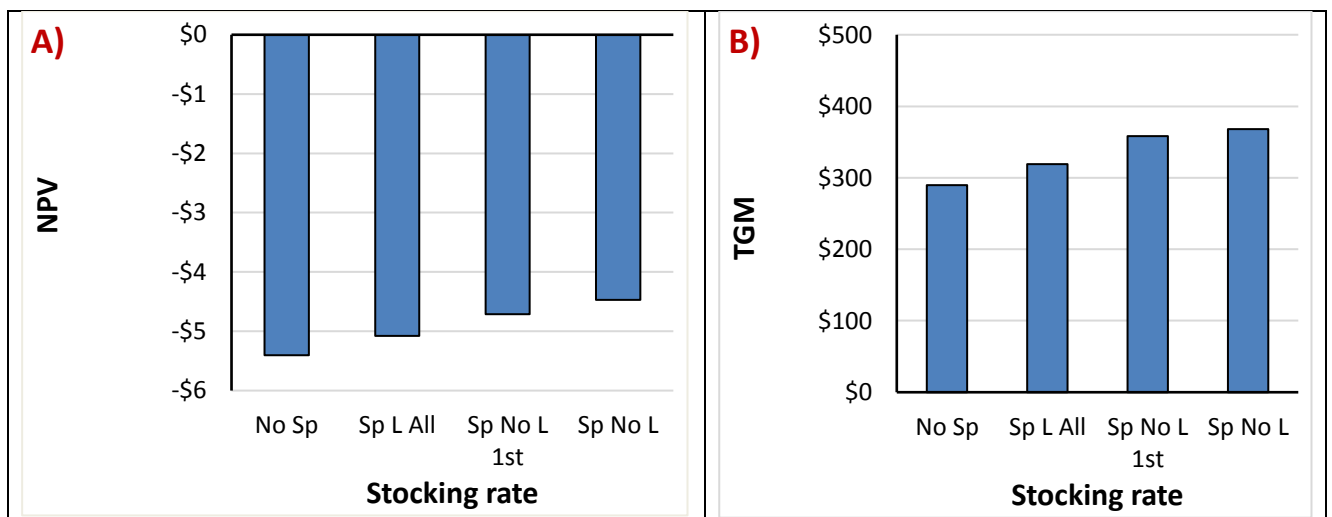 A)
$0
-$1
-$2
-$3
-$4
-$5
-$6
NPV
No Sp Sp L All Sp No L Sp No L
1st
Stocking rate
B)
$500
$400
$300
$200
$100
$0
TGM
No Sp Sp L All Sp No L Sp No L
1st
Stocking rate